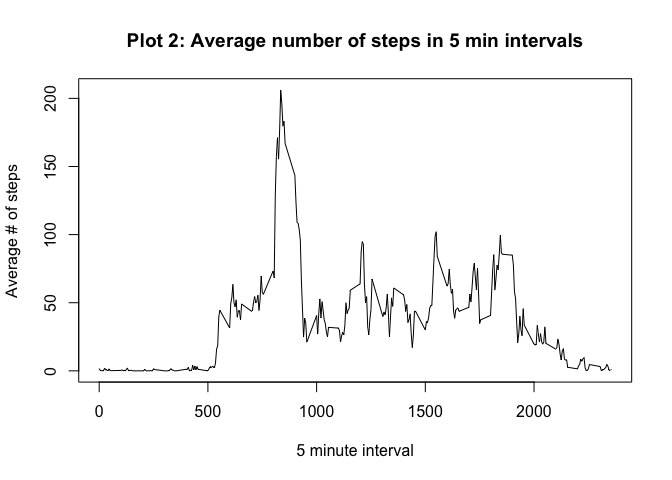 Plot 2: Average number of steps in 5 min intervals
Average # of steps
200
150
100
50
0
0 500 1000 1500 2000
5 minute interval